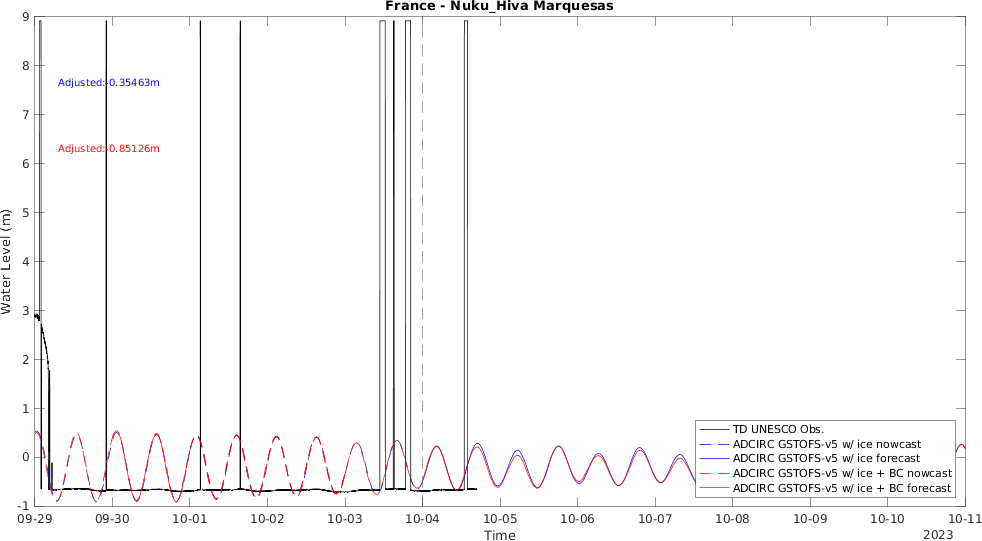 France - Nuku_Hiva Marquesas
9
8
7
6
5
4
3
2
1
0
-1
Water Level (m)
Adjusted:-0.35463m
Adjusted:-0.85126m
TD UNESCO Obs.
ADCIRC GSTOFS-v5 w/ ice nowcast
ADCIRC GSTOFS-v5 w/ ice forecast
ADCIRC GSTOFS-v5 w/ ice + BC nowcast
ADCIRC GSTOFS-v5 w/ ice + BC forecast
09-29 09-30 10-01 10-02 10-03 10-04 10-05 10-06 10-07 10-08 10-09 10-10 10-11
Time
2023